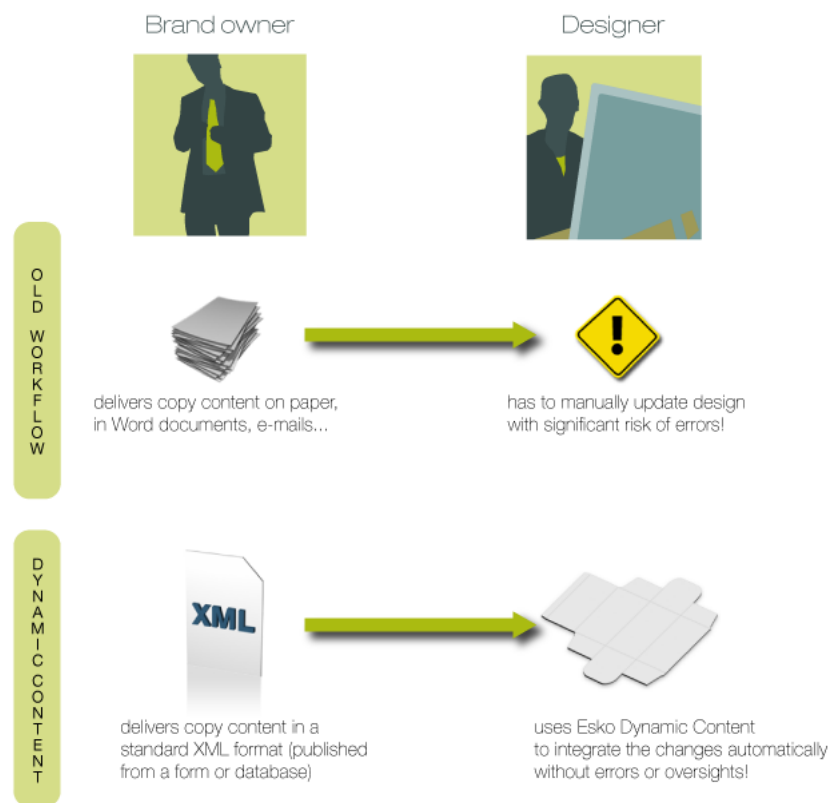 Brand owner
Designer
OLD WORKFLOW
delivers copy content on paper,
in Word documents, e-mails...
has to manually update design
with significant risk of errors!
DYNAMIC CONTENT
XML
delivers copy content in a
standard XML format (published
from a form or database)
uses Esko Dynamic Content
to integrate the changes automatically
without errors or oversights!